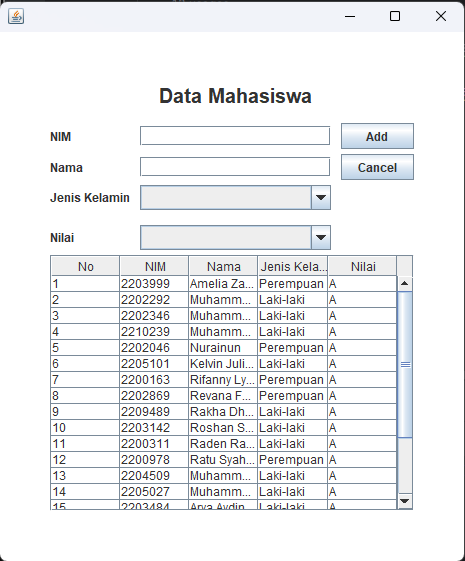 Data Mahasiswa
NIM Add
Nama Cancel
Jenis Kelamin
Nilai
No NIM Nama Jenis Kela... Nilai
1 2203999 Amelia Za... Perempuan A
2 2202292 Muhamm... Laki-laki A
3 2202346 Muhamm... Laki-laki A
4 2210239 Muhamm... Laki-laki A
5 2202046 Nurainun Perempuan A
6 2205101 Kelvin Juli... Laki-laki A
7 2200163 Rifanny Ly... Perempuan A
8 2202869 Revana F... Perempuan A
9 2209489 Rakha Dh... Laki-laki A
10 2203142 Roshan S... Laki-laki A
11 2200311 Raden Ra... Laki-laki A
12 2200978 Ratu Syah... Perempuan A
13 2204509 Muhamm... Laki-laki A
14 2205027 Muhamm... Laki-laki A
15 2203484 Arya Aydin... Laki-laki A